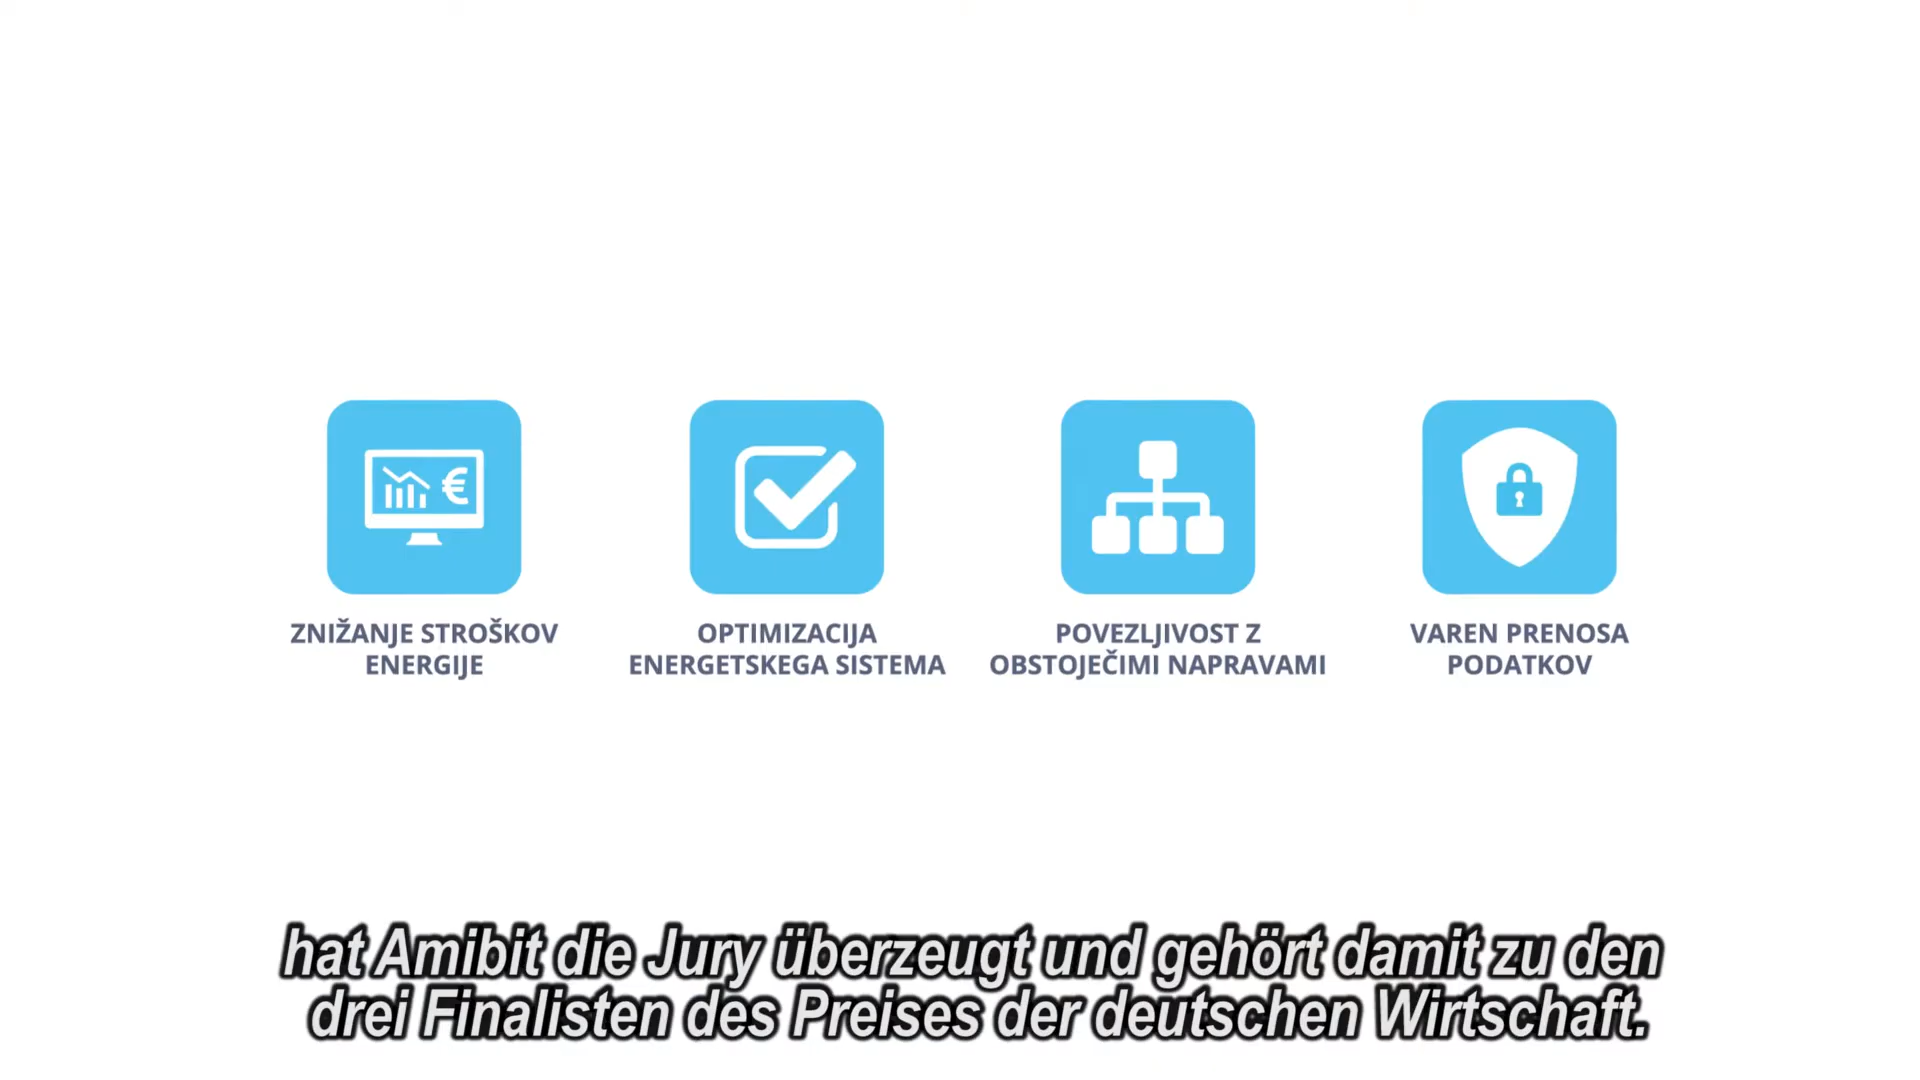 ZNIŽANJE STROŠKOV
ENERGIJE
OPTIMIZACIJA
ENERGETSKEGA SISTEMA
POVEZLJIVOST Z
OBSTOJEČIMI NAPRAVAMI
VAREN PRENOSA
PODATKOV
hat Amibit die Jury überzeugt und gehört damit zu den
drei Finalisten des Preises der deutschen Wirtschaft.